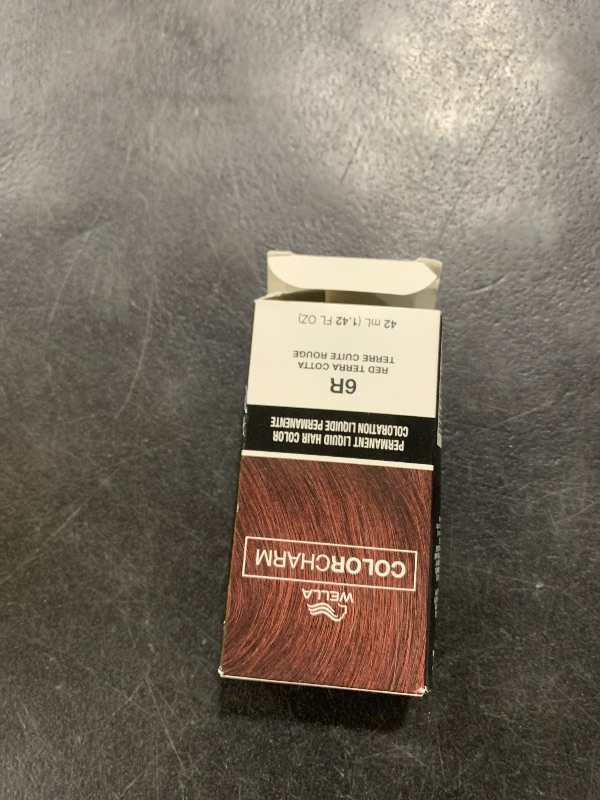 WELLA
COLORCHARM
PERMANENT LIQUID HAIR COLOR
COLORATION LIQUIDE PERMANENTE
6R
RED TERRA COTTA
TERRE CUITE ROUGE
42 mL (1.42 FL OZ)